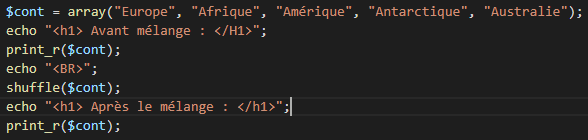 $cont = array("Europe", "Afrique", "Amérique", "Antarctique", "Australie");
echo "<h1> Avant mélange : </H1>";
print_r($cont);
echo "<BR>";
shuffle($cont);
echo "<h1> Après le mélange : </h1>";
print_r($cont);